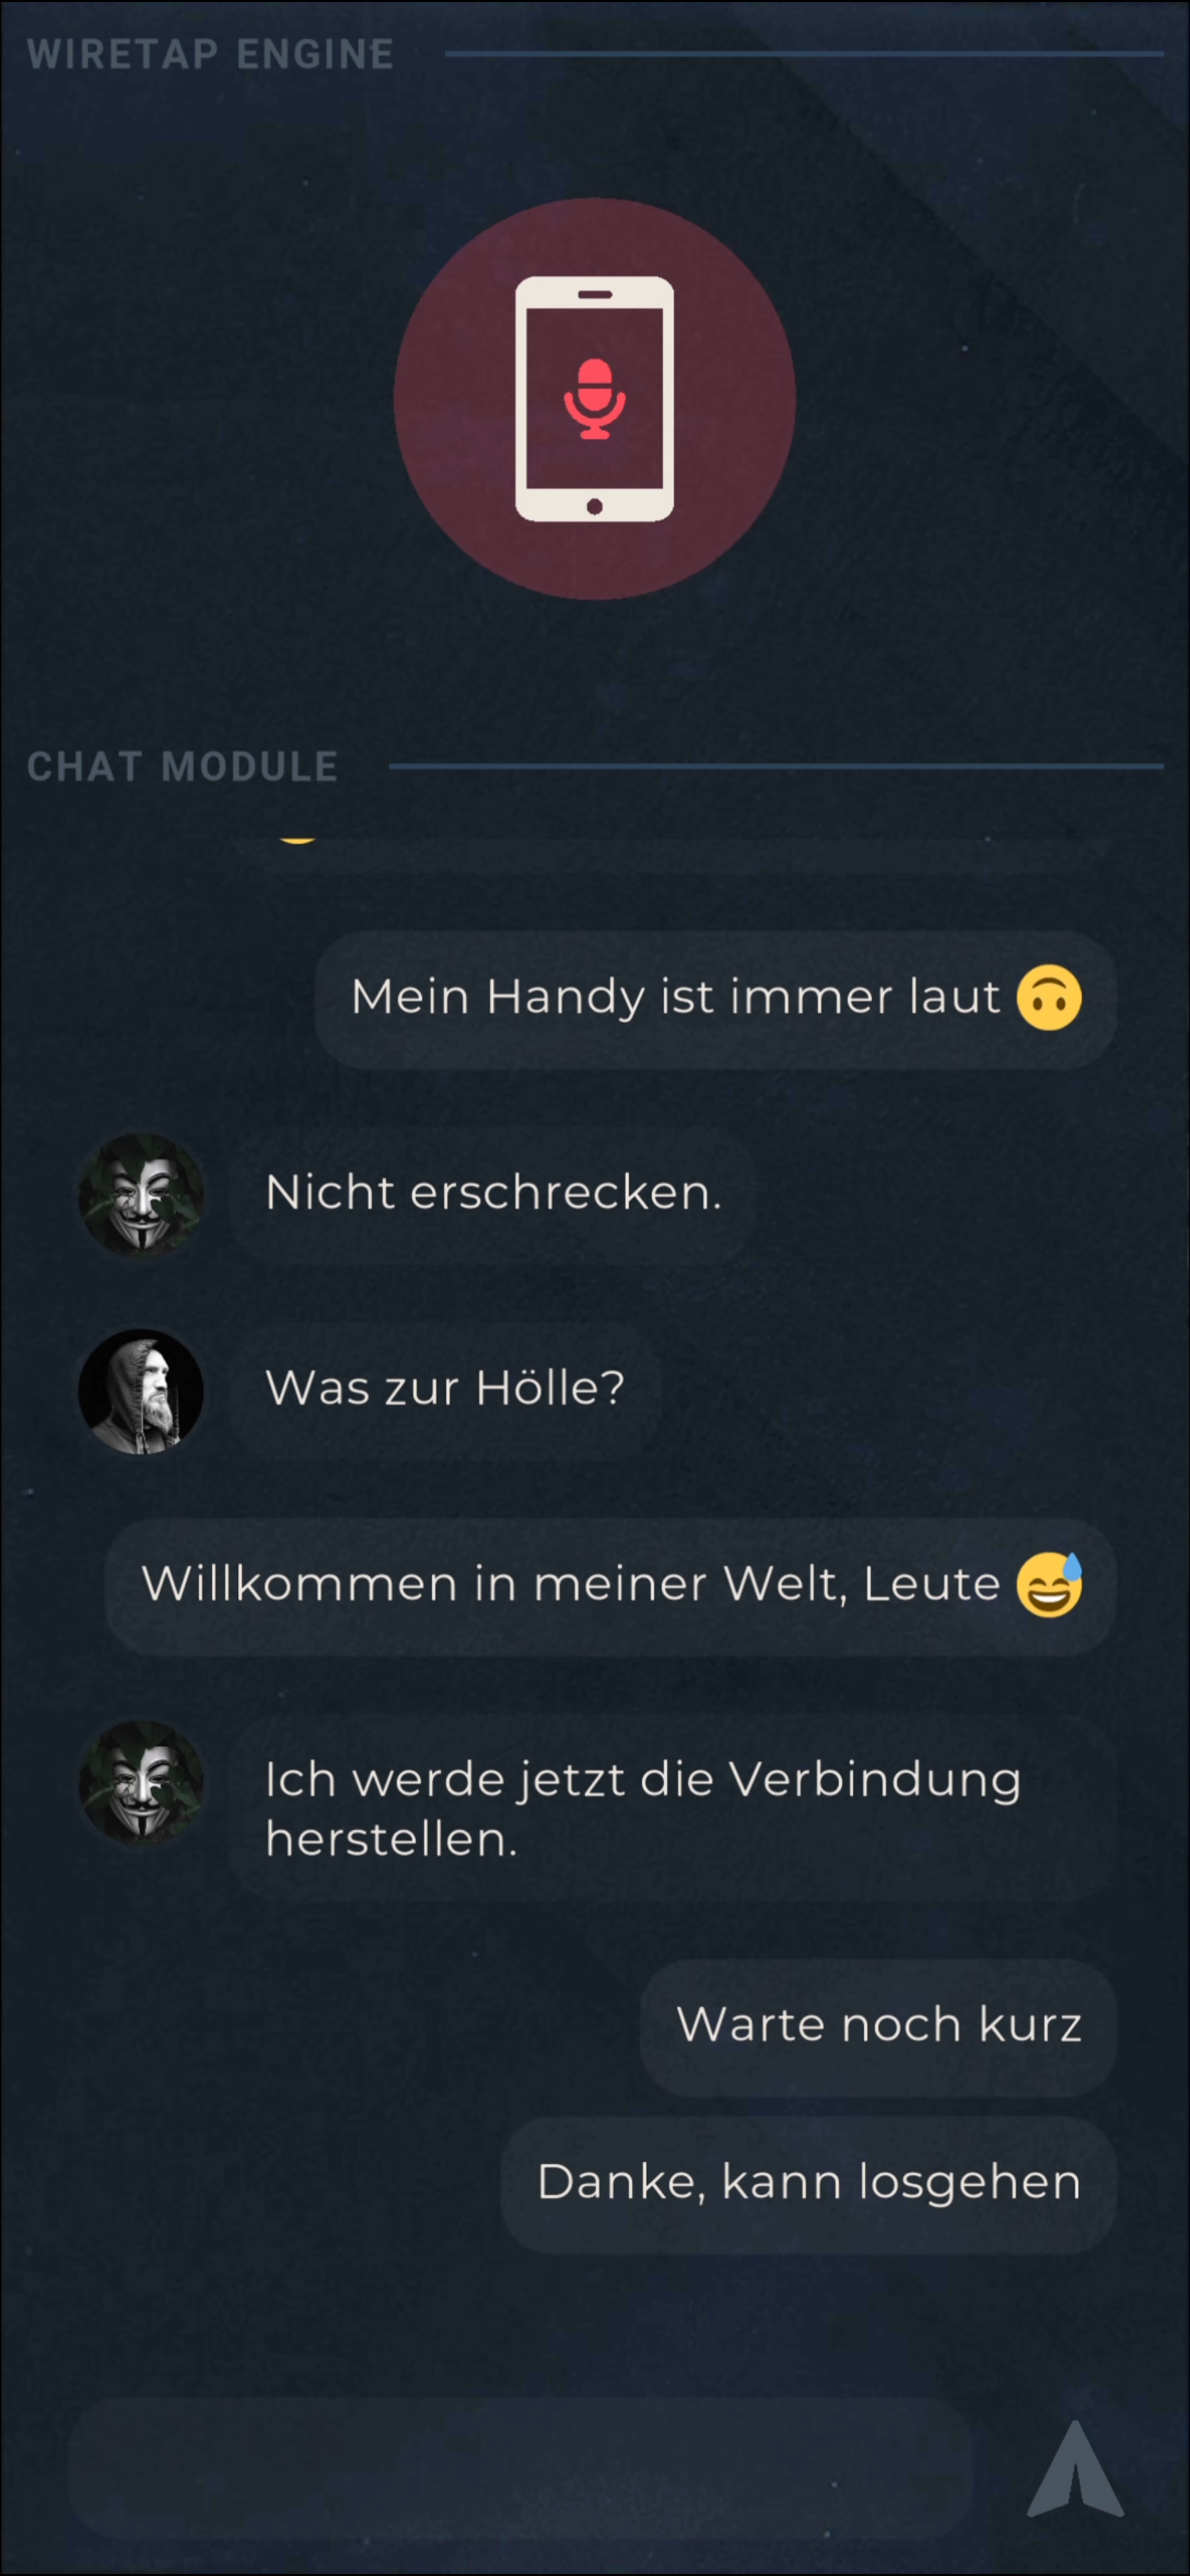 WIRETAP ENGINE
CHAT MODULE
Mein Handy ist immer laut 🙃
Nicht erschrecken.
Was zur Hölle?
Willkommen in meiner Welt, Leute 😅
Ich werde jetzt die Verbindung
herstellen.
Warte noch kurz
Danke, kann losgehen